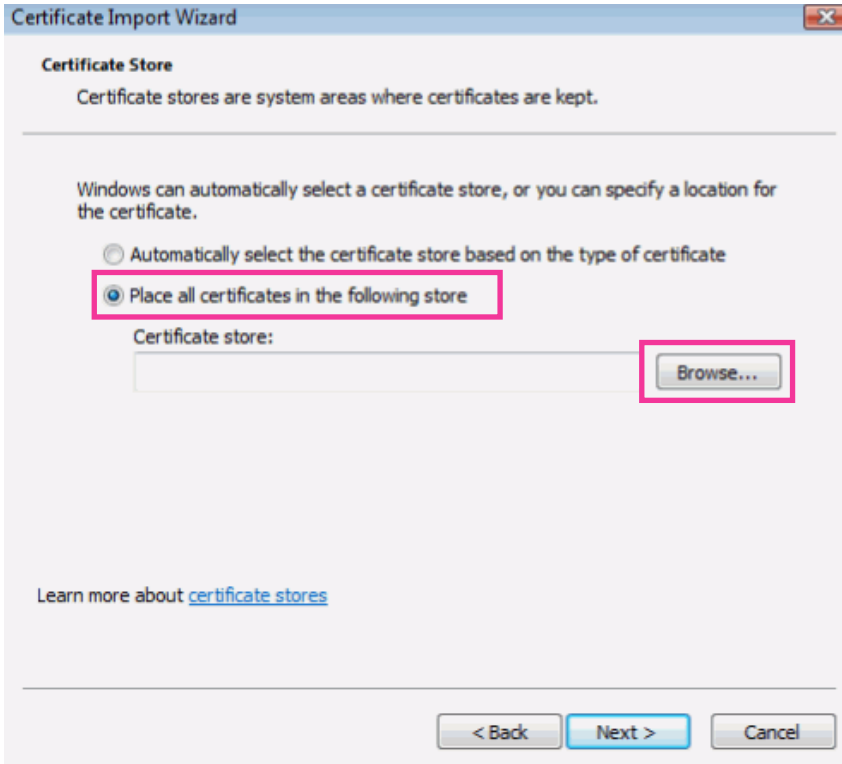 Certificate Import Wizard
Certificate Store
Certificate stores are system areas where certificates are kept.
Windows can automatically select a certificate store, or you can specify a location for
the certificate.
Automatically select the certificate store based on the type of certificate
Place all certificates in the following store
Certificate store:
Browse...
Learn more about certificate stores
< Back Next > Cancel